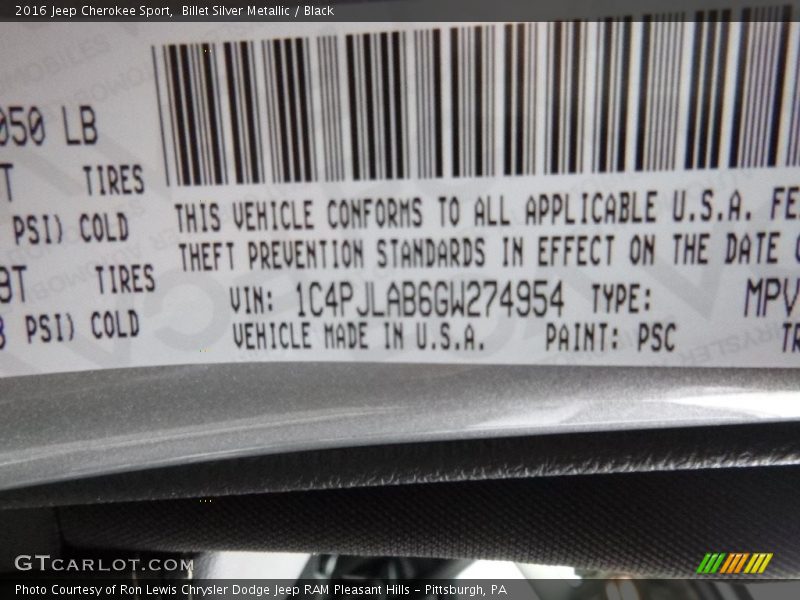 2016 Jeep Cherokee Sport, Billet Silver Metallic / Black
050 LB
T TIRES
PSI) COLD
9T TIRES
PSI) COLD
THIS VEHICLE CONFORMS TO ALL APPLICABLE U.S.A. FE
THEFT PREVENTION STANDARDS IN EFFECT ON THE DATE O
VIN: 1C4PJLAB6GW274954 TYPE: MPV
VEHICLE MADE IN U.S.A. PAINT: PSC TR
GTCARLOT.COM
Photo Courtesy of Ron Lewis Chrysler Dodge Jeep RAM Pleasant Hills – Pittsburgh, PA